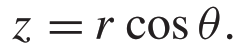 z = r cos θ.